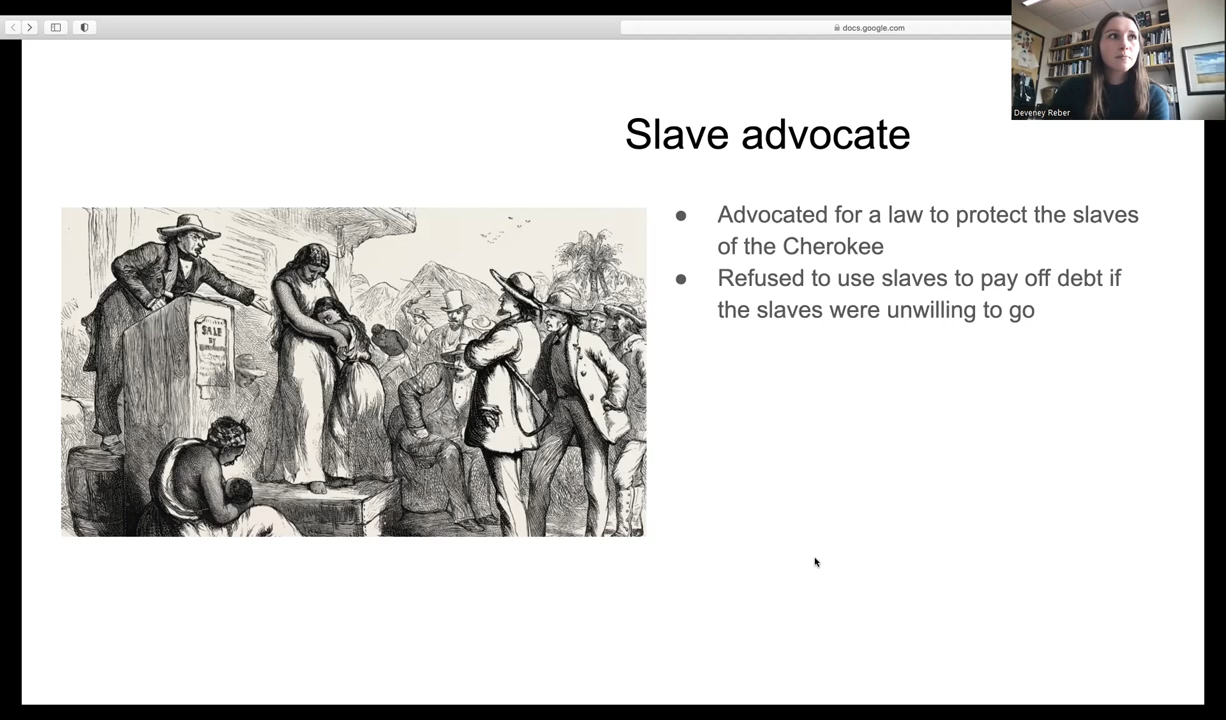 docs.google.com
Deveney Reber
Slave advocate
● Advocated for a law to protect the slaves
of the Cherokee
● Refused to use slaves to pay off debt if
the slaves were unwilling to go
SALE
BY